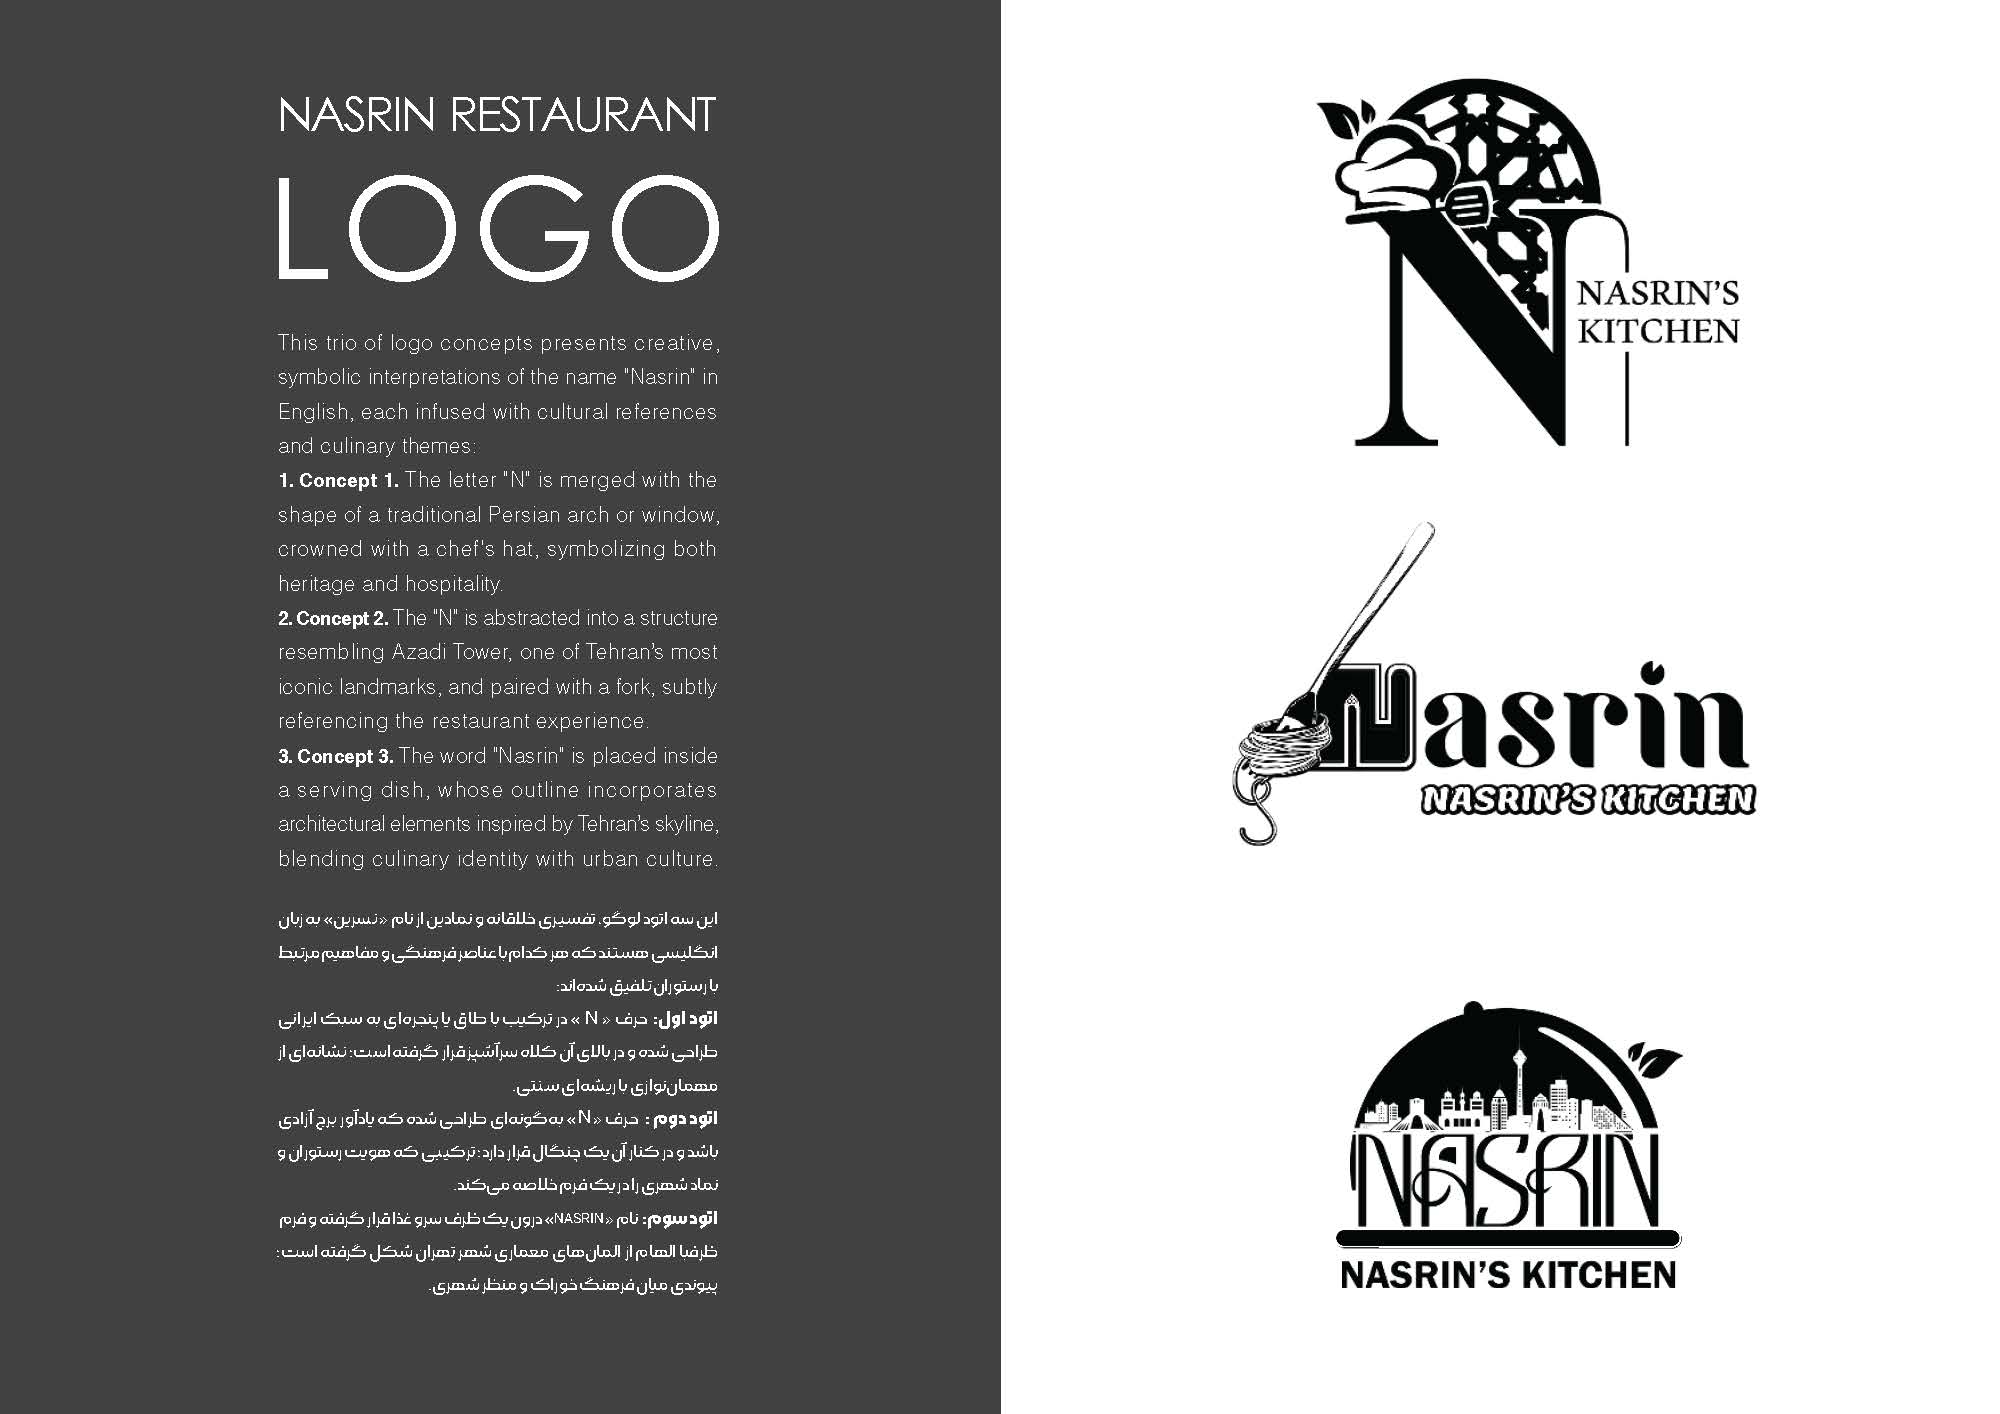 NASRIN RESTAURANT
LOGO
This trio of logo concepts presents creative,
symbolic interpretations of the name "Nasrin" in
English, each infused with cultural references
and culinary themes:
1. Concept 1. The letter "N" is merged with the
shape of a traditional Persian arch or window,
crowned with a chef's hat, symbolizing both
heritage and hospitality.
2. Concept 2. The "N" is abstracted into a structure
resembling Azadi Tower, one of Tehran's most
iconic landmarks, and paired with a fork, subtly
referencing the restaurant experience.
3. Concept 3. The word "Nasrin" is placed inside
a serving dish, whose outline incorporates
architectural elements inspired by Tehran's skyline,
blending culinary identity with urban culture.
این سه اتود لوگو، تفسیری خلاقانه و نمادین از نام «نسرین» به زبان
انگلیسی هستند که هر کدام با عناصر فرهنگی و مفاهیم مرتبط
با رستوران تلفیق شده‌اند:
اتود اول: حرف « N » در ترکیب با طاق یا پنجره‌ای به سبک ایرانی
طراحی شده و در بالای آن کلاه سرآشپز قرار گرفته است؛ نشانه‌ای از
مهمان‌نوازی با ریشه‌ای سنتی.
اتود دوم : حرف «N» به‌گونه‌ای طراحی شده که یادآور برج آزادی
باشد و در کنار آن یک چنگال قرار دارد؛ ترکیبی که هویت رستوران و
نماد شهری را در یک فرم خلاصه می‌کند.
اتود سوم: نام «NASRIN» درون یک ظرف سرو غذا قرار گرفته و فرم
ظرفبا الهام از المان‌های معماری شهر تهران شکل گرفته است؛
پیوندی میان فرهنگ خوراک و منظر شهری.
N
NASRIN'S
KITCHEN
Nasrin
NASRIN'S KITCHEN
NASRIN
NASRIN'S KITCHEN